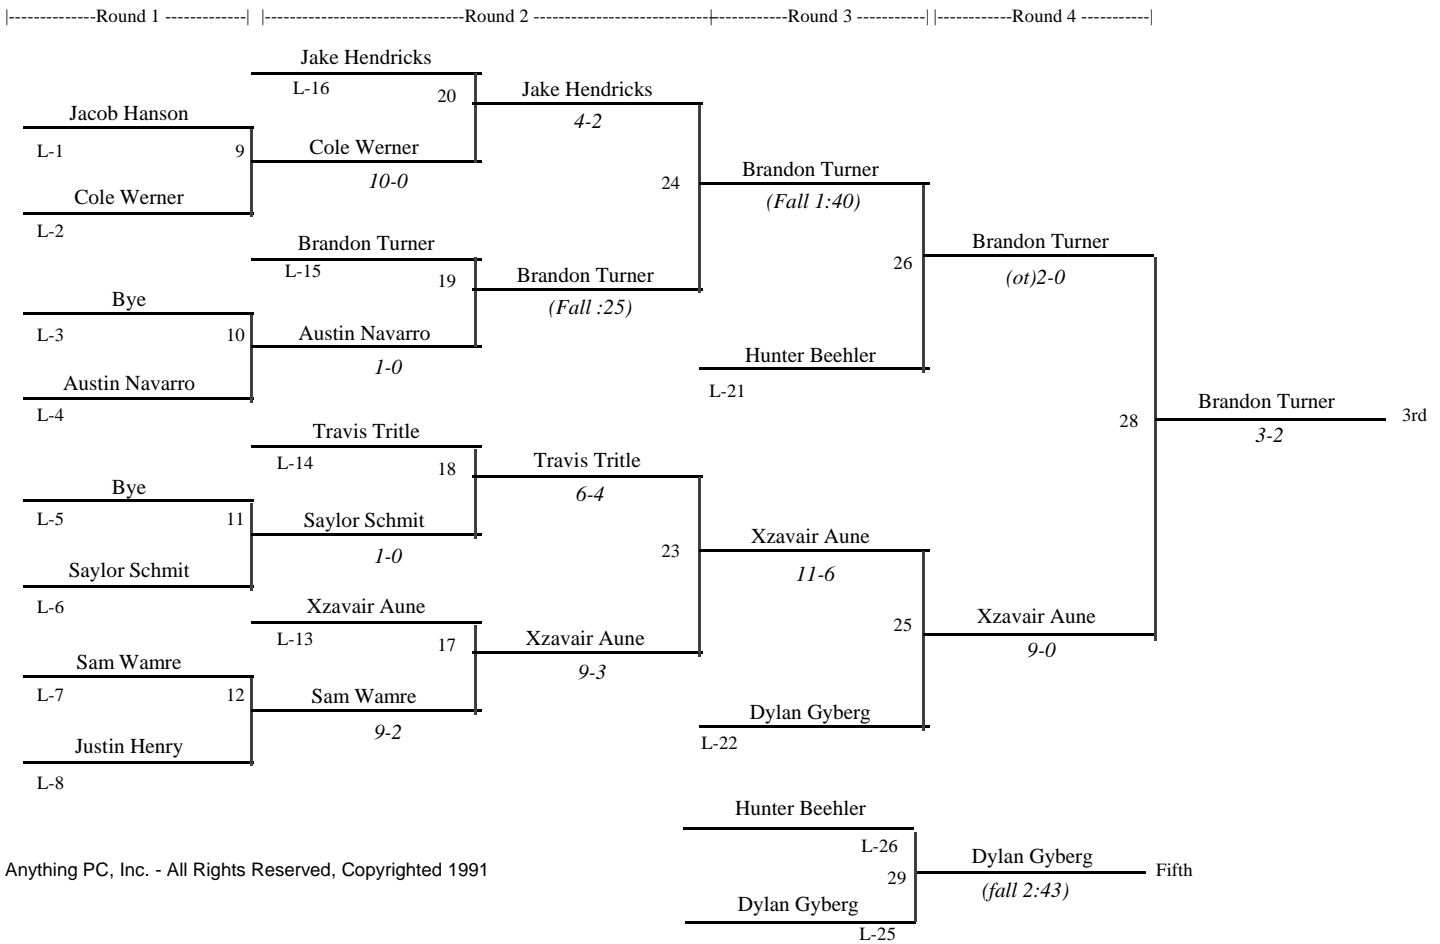 |-------------Round 1 -------------| |-----------------------------Round 2 --------------------------|-----------Round 3 -----------| |------------Round 4 -----------|
Jake Hendricks
L-16
20
Jake Hendricks
4-2
Jacob Hanson
L-1
9
Cole Werner
10-0
Cole Werner
L-2
24
Brandon Turner
(Fall 1:40)
Brandon Turner
L-15
19
Brandon Turner
(Fall :25)
26
Brandon Turner
(ot)2-0
Bye
L-3
10
Austin Navarro
1-0
Austin Navarro
L-4
Hunter Beehler
L-21
28
Brandon Turner
3rd
3-2
Travis Tritle
L-14
18
Travis Tritle
6-4
Bye
L-5
11
Saylor Schmit
1-0
Saylor Schmit
L-6
23
Xzavair Aune
11-6
Xzavair Aune
L-13
17
Xzavair Aune
9-3
25
Xzavair Aune
9-0
Sam Wamre
L-7
12
Sam Wamre
9-2
Justin Henry
L-8
Dylan Gyberg
L-22
Hunter Beehler
L-26
29
Dylan Gyberg
Fifth
(fall 2:43)
Dylan Gyberg
L-25
Anything PC, Inc. - All Rights Reserved, Copyrighted 1991